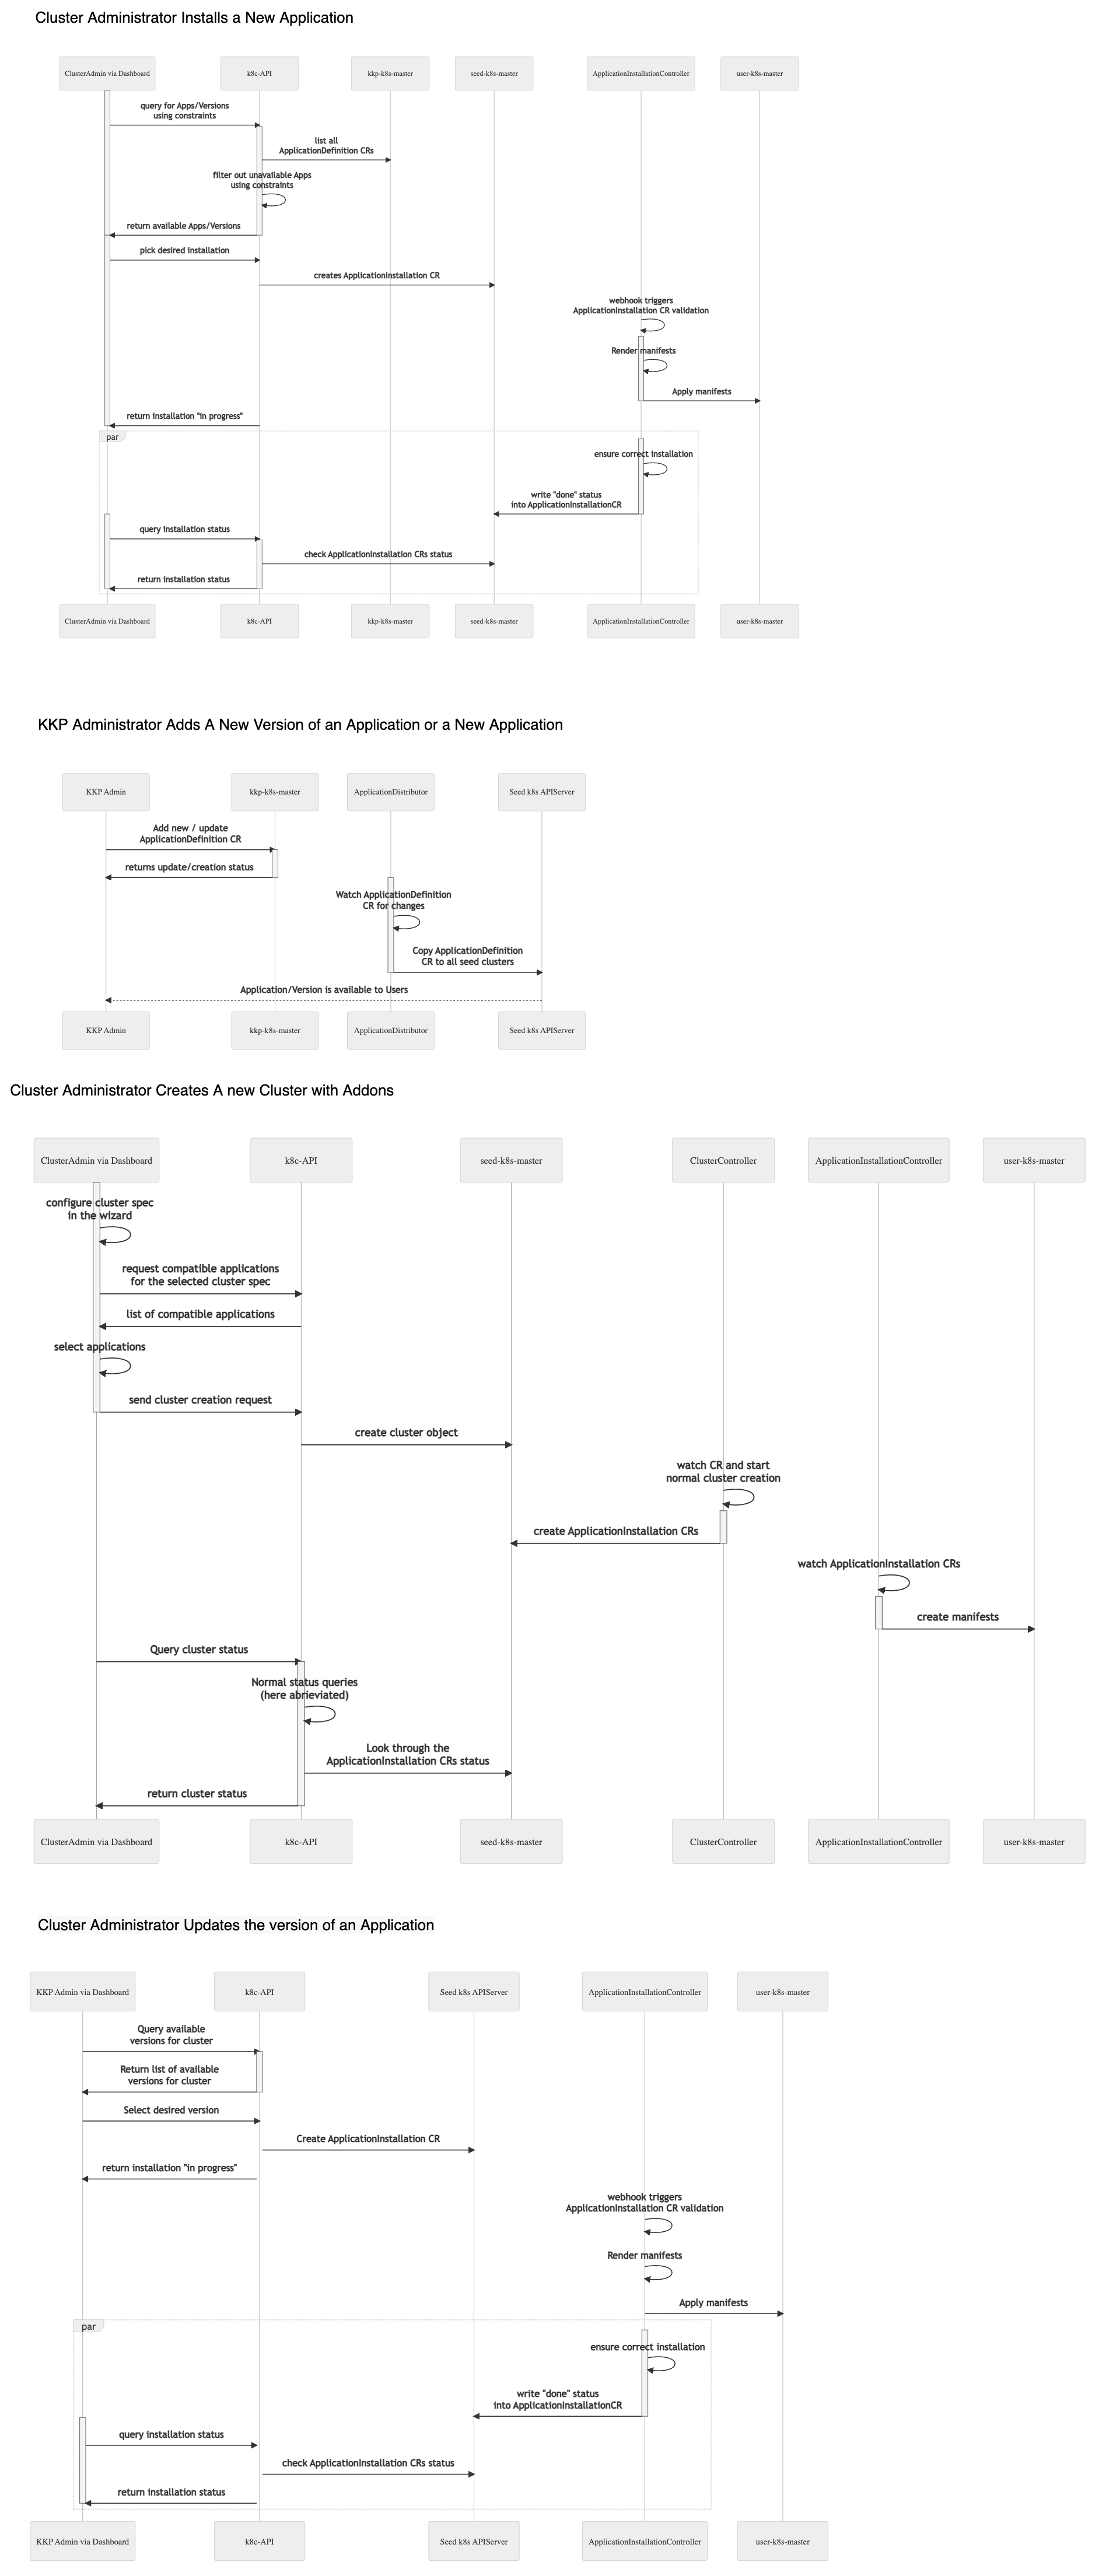 Cluster Administrator Installs a New Application
ClusterAdmin via Dashboard
k8c-API
kkp-k8s-master
seed-k8s-master
ApplicationInstallationController
user-k8s-master
query for Apps/Versions
using constraints
list all
ApplicationDefinition CRs
filter out unavailable Apps
using constraints
return available Apps/Versions
pick desired installation
creates ApplicationInstallation CR
webhook triggers
ApplicationInstallation CR validation
Render manifests
Apply manifests
return installation "in progress"
par
ensure correct installation
write "done" status
into ApplicationInstallationCR
query installation status
check ApplicationInstallation CRs status
return installation status
ClusterAdmin via Dashboard
k8c-API
kkp-k8s-master
seed-k8s-master
ApplicationInstallationController
user-k8s-master
KKP Administrator Adds A New Version of an Application or a New Application
KKP Admin
kkp-k8s-master
ApplicationDistributor
Seed k8s APIServer
Add new / update
ApplicationDefinition CR
returns update/creation status
Watch ApplicationDefinition
CR for changes
Copy ApplicationDefinition
CR to all seed clusters
Application/Version is available to Users
KKP Admin
kkp-k8s-master
ApplicationDistributor
Seed k8s APIServer
Cluster Administrator Creates A new Cluster with Addons
ClusterAdmin via Dashboard
k8c-API
seed-k8s-master
ClusterController
ApplicationInstallationController
user-k8s-master
configure cluster spec
in the wizard
request compatible applications
for the selected cluster spec
list of compatible applications
select applications
send cluster creation request
create cluster object
watch CR and start
normal cluster creation
create ApplicationInstallation CRs
watch ApplicationInstallation CRs
create manifests
Query cluster status
Normal status queries
(here abrieviated)
Look through the
ApplicationInstallation CRs status
return cluster status
ClusterAdmin via Dashboard
k8c-API
seed-k8s-master
ClusterController
ApplicationInstallationController
user-k8s-master
Cluster Administrator Updates the version of an Application
KKP Admin via Dashboard
k8c-API
Seed k8s APIServer
ApplicationInstallationController
user-k8s-master
Query available
versions for cluster
Return list of available
versions for cluster
Select desired version
Create ApplicationInstallation CR
return installation "in progress"
webhook triggers
ApplicationInstallation CR validation
Render manifests
Apply manifests
par
ensure correct installation
write "done" status
into ApplicationInstallationCR
query installation status
check ApplicationInstallation CRs status
return installation status
KKP Admin via Dashboard
k8c-API
Seed k8s APIServer
ApplicationInstallationController
user-k8s-master